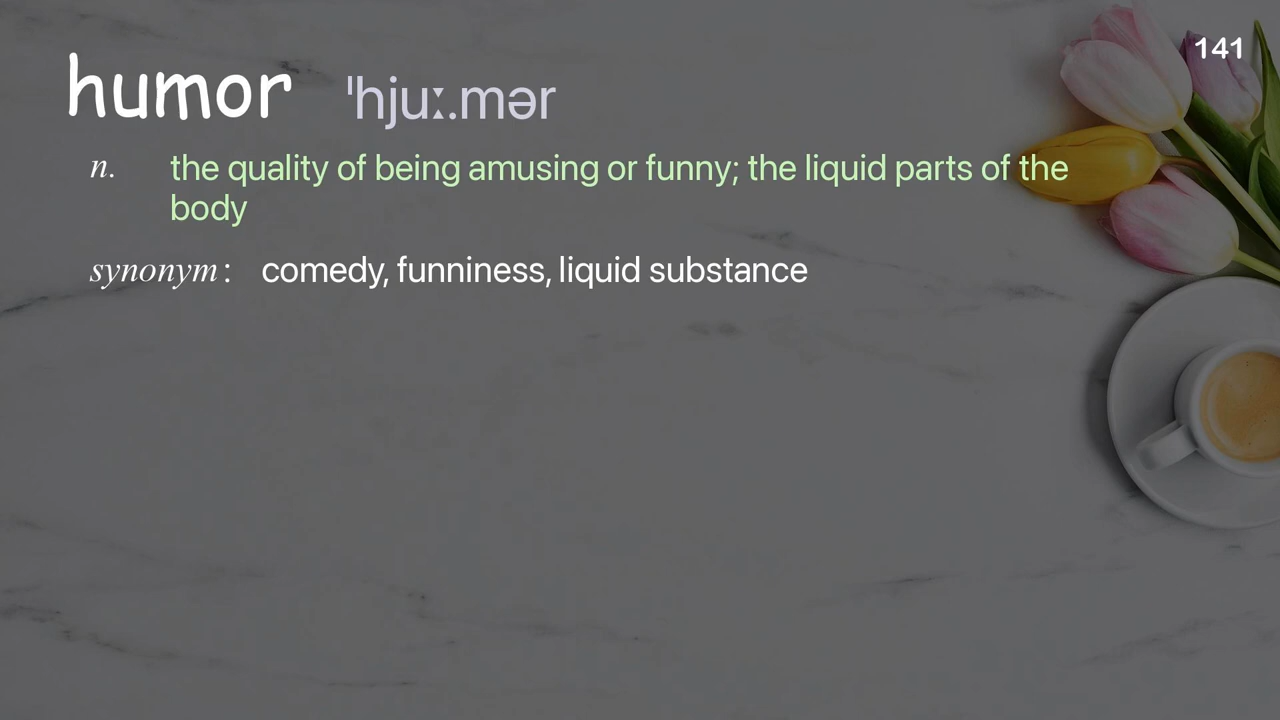 141
humor ˈhjuː.mər
n. the quality of being amusing or funny; the liquid parts of the
body
synonym: comedy, funniness, liquid substance